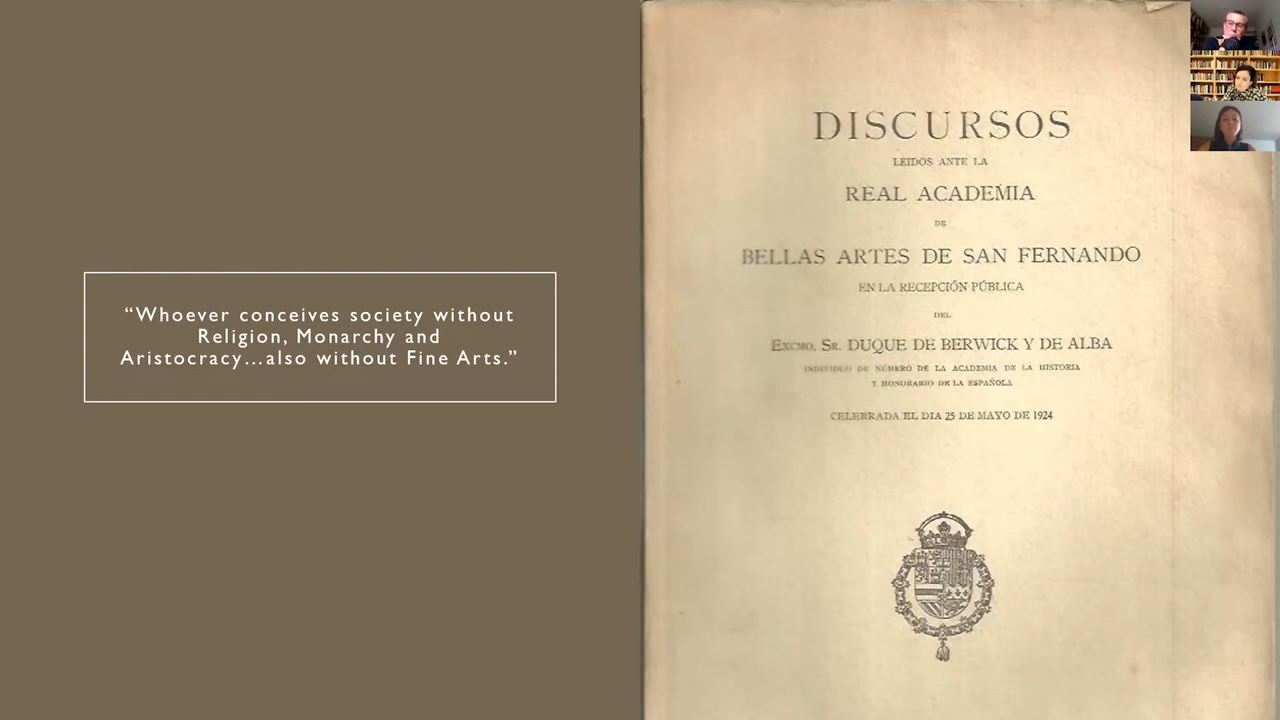 “Whoever conceives society without
Religion, Monarchy and
Aristocracy...also without Fine Arts.”
DISCURSOS
LEIDOS ANTE LA
REAL ACADEMIA
DE
BELLAS ARTES DE SAN FERNANDO
EN LA RECEPCIÓN PÚBLICA
DEL
EXCMO. SR. DUQUE DE BERWICK Y DE ALBA
INDIVIDUO DE NÚMERO DE LA ACADEMIA DE LA HISTORIA
Y HONORARIO DE LA ESPAÑOLA
CELEBRADA EL DIA 25 DE MAYO DE 1924